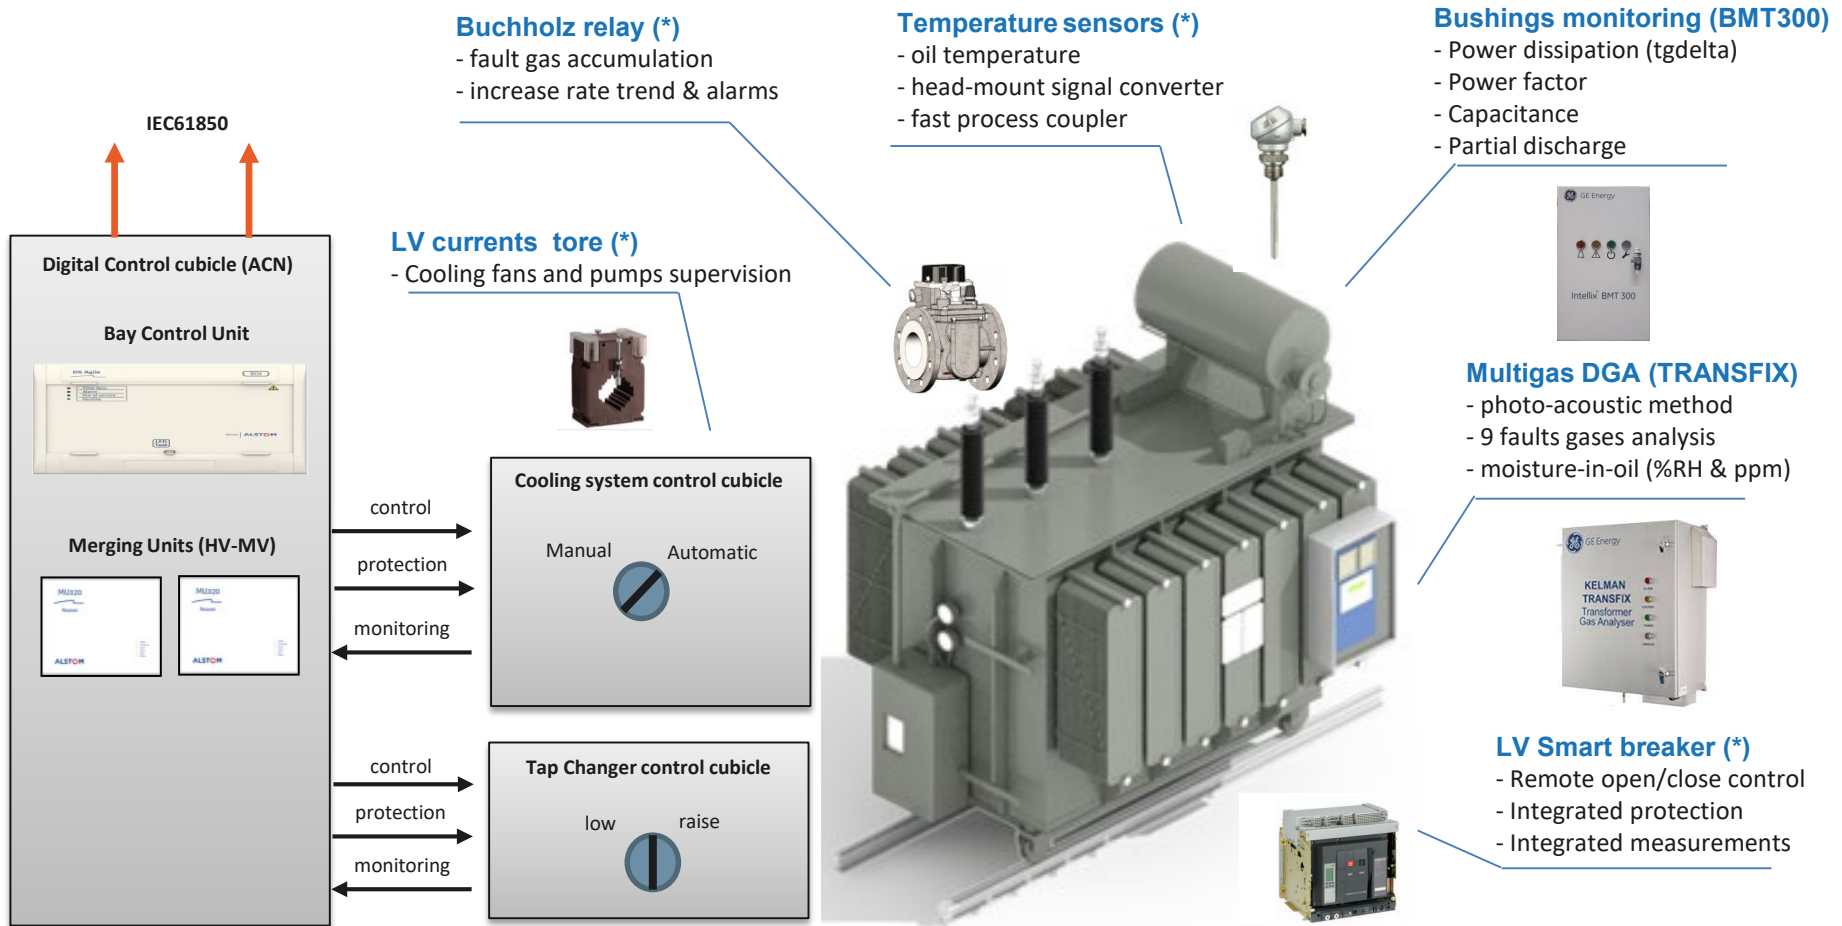 Buchholz relay (*)
- fault gas accumulation
- increase rate trend & alarms
Temperature sensors (*)
- oil temperature
- head-mount signal converter
- fast process coupler
Bushings monitoring (BMT300)
- Power dissipation (tgdelta)
- Power factor
- Capacitance
- Partial discharge
IEC61850
GE Energy
Intellix BMT 300
LV currents tore (*)
- Cooling fans and pumps supervision
Digital Control cubicle (ACN)
Bay Control Unit
DS Agile
BCU
ALSTOM
Merging Units (HV-MV)
MU320
ALSTOM
MU320
ALSTOM
control
protection
monitoring
Cooling system control cubicle
Manual
Automatic
control
protection
monitoring
Tap Changer control cubicle
low
raise
Multigas DGA (TRANSFIX)
- photo-acoustic method
- 9 faults gases analysis
- moisture-in-oil (%RH & ppm)
GE Energy
KELMAN
TRANSFIX
Transformer
Gas Analyser
LV Smart breaker (*)
- Remote open/close control
- Integrated protection
- Integrated measurements